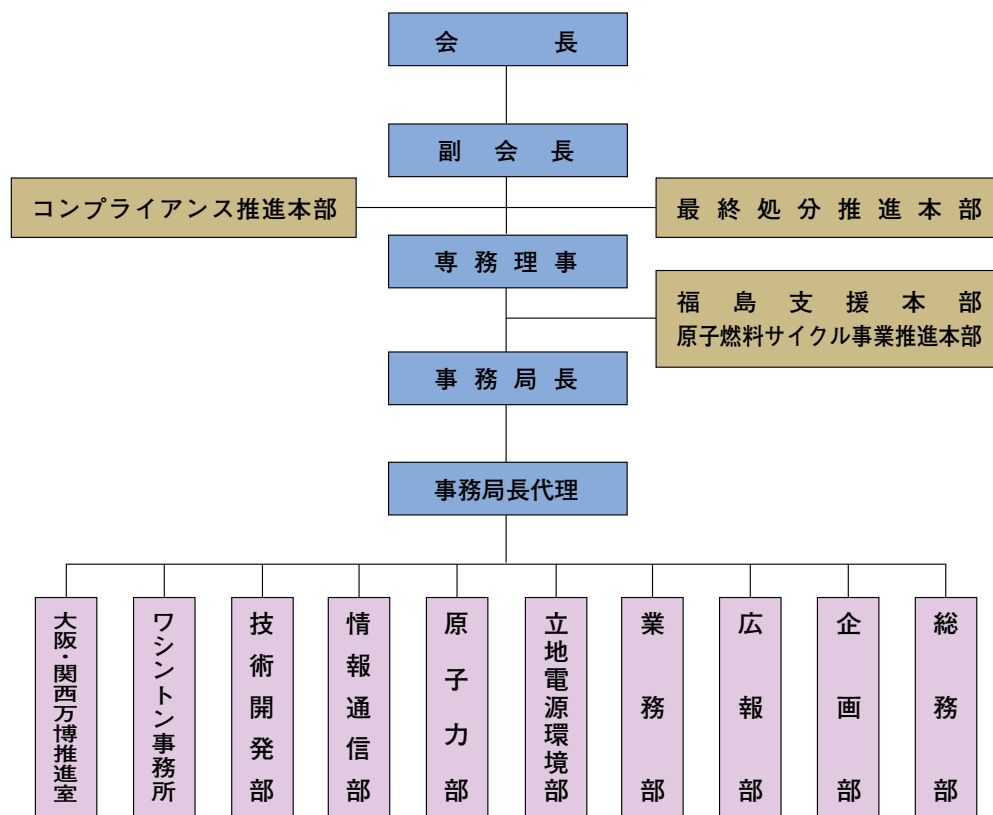 会長
副会長
コンプライアンス推進本部
最終処分推進本部
専務理事
福島支援本部
原子燃料サイクル事業推進本部
事務局長
事務局長代理
総務部
企画部
広報部
業務部
立地電源環境部
原子力部
情報通信部
技術開発部
ワシントン事務所
大阪・関西万博推進室